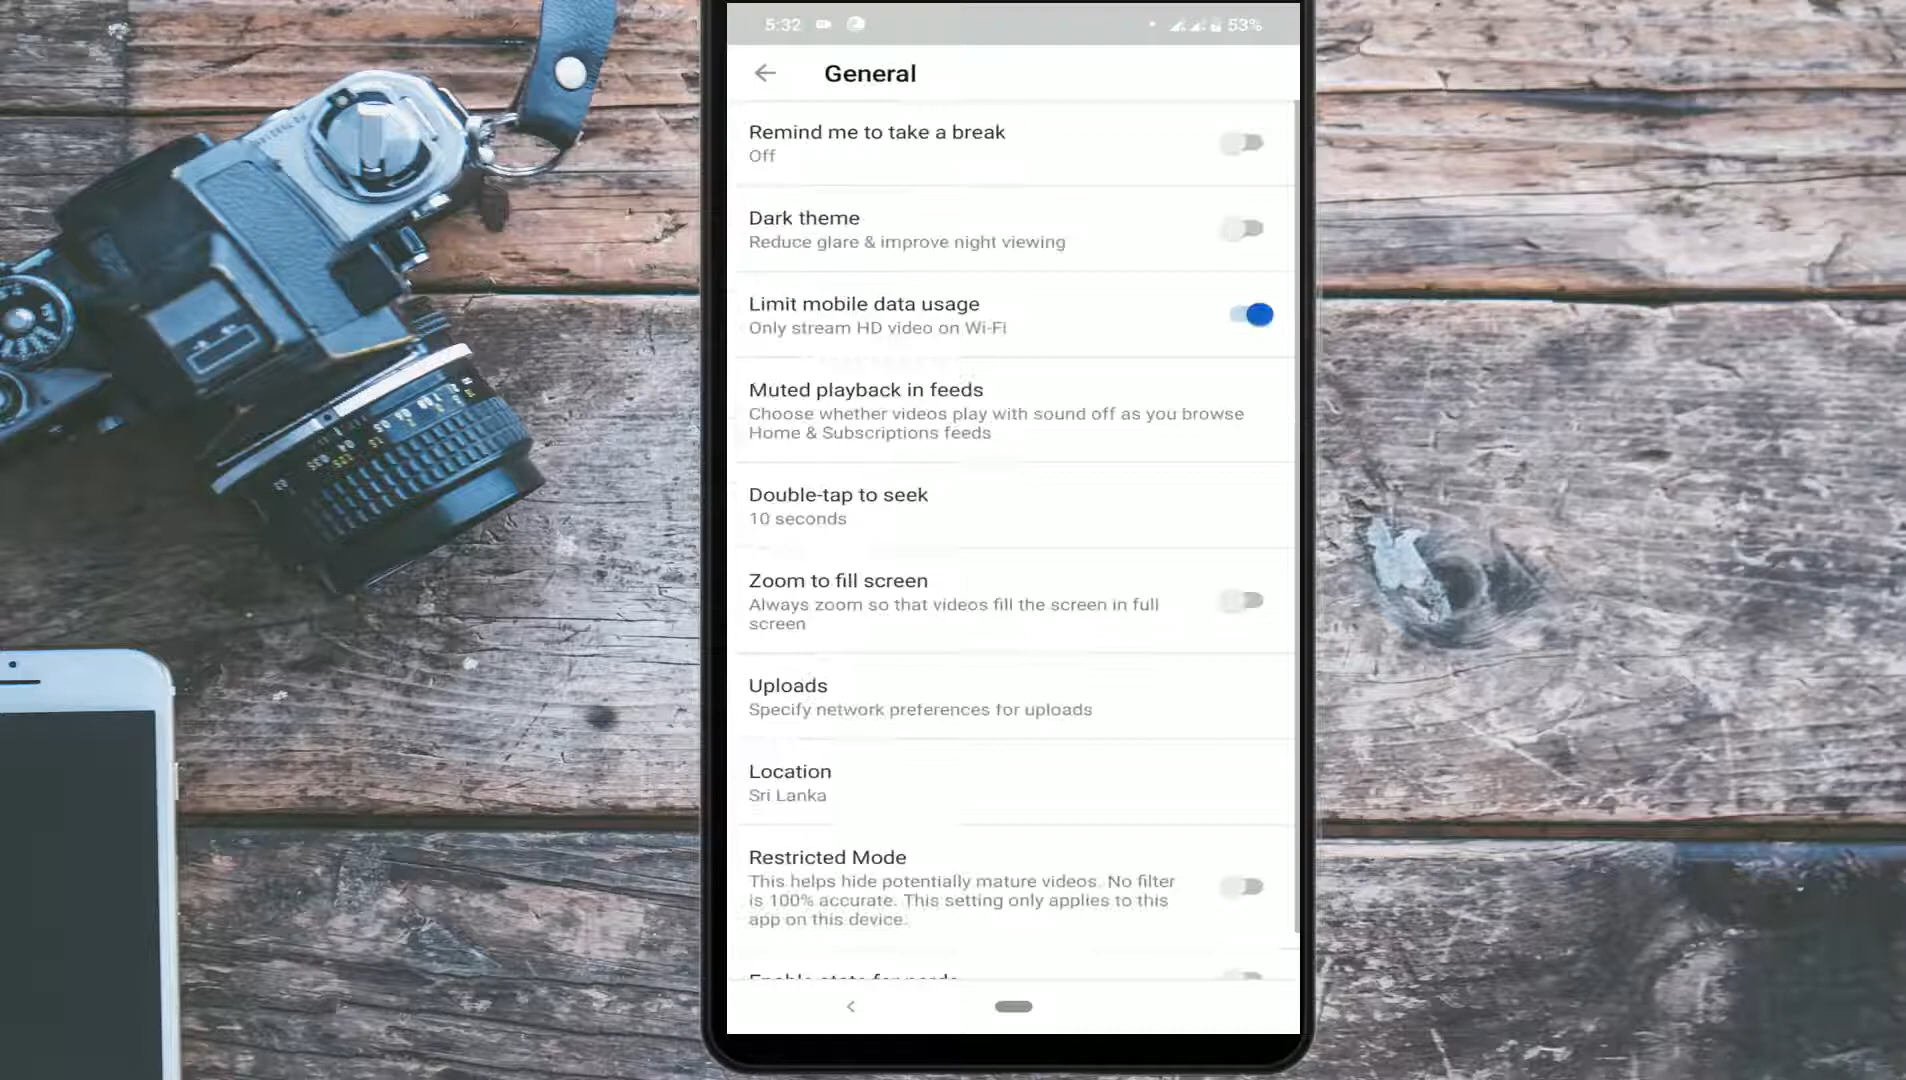 5:32
53%
General
Remind me to take a break
Off
Dark theme
Reduce glare & improve night viewing
Limit mobile data usage
Only stream HD video on Wi-Fi
Muted playback in feeds
Choose whether videos play with sound off as you browse
Home & Subscriptions feeds
Double-tap to seek
10 seconds
Zoom to fill screen
Always zoom so that videos fill the screen in full
screen
Uploads
Specify network preferences for uploads
Location
Sri Lanka
Restricted Mode
This helps hide potentially mature videos. No filter
is 100% accurate. This setting only applies to this
app on this device.
Enable stats for nerds